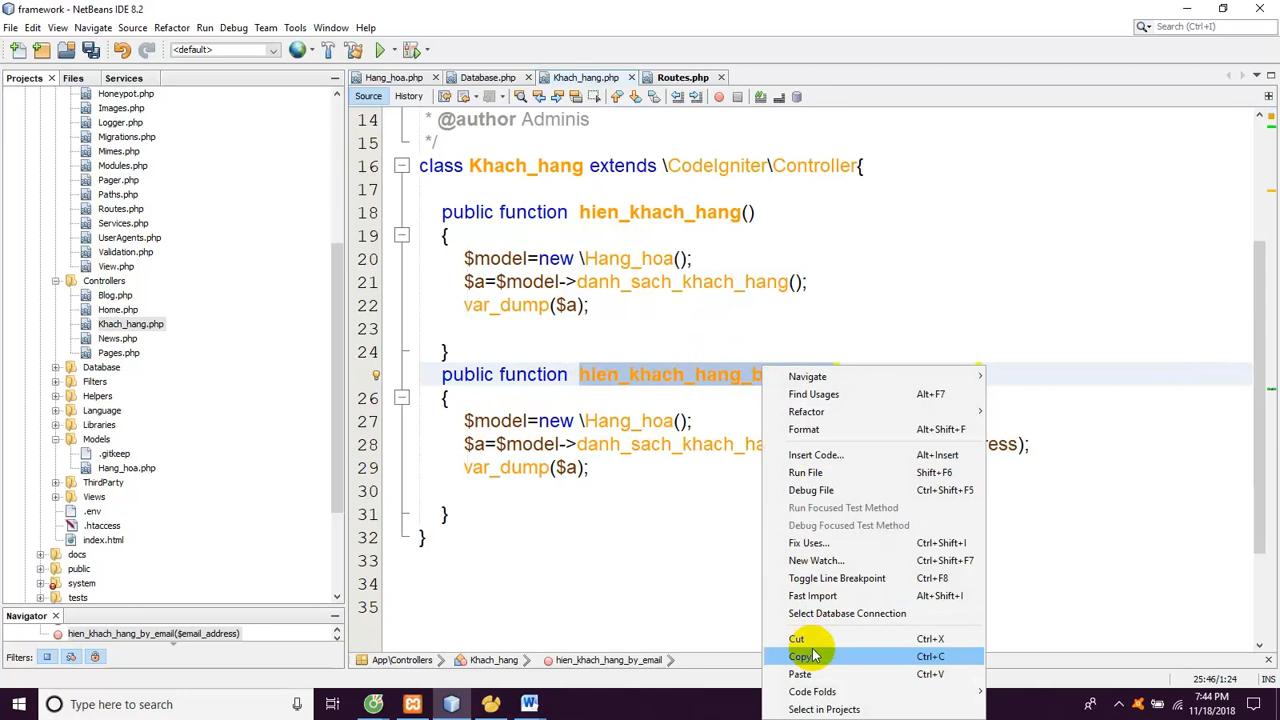 framework - NetBeans IDE 8.2
File Edit View Navigate Source Refactor Run Debug Team Tools Window Help
Search (Ctrl+I)
<default>
Projects Files Services
Hang_hoa.php Database.php Khach_hang.php Routes.php
Source History
Honeypot.php
Images.php
Logger.php
Migrations.php
Mimes.php
Modules.php
Pager.php
Paths.php
Routes.php
Services.php
UserAgents.php
Validation.php
View.php
Controllers
Blog.php
Home.php
Khach_hang.php
News.php
Pages.php
Database
Filters
Helpers
Language
Libraries
Models
.gitkeep
Hang_hoa.php
ThirdParty
Views
.env
.htaccess
index.html
docs
public
system
tests
Navigator
hien_khach_hang_by_email($email_address)
Filters:
14 * @author Adminis
15 */
16 class Khach_hang extends \CodeIgniter\Controller{
17
18 public function hien_khach_hang()
19 {
20 $model=new \Hang_hoa();
21 $a=$model->danh_sach_khach_hang();
22 var_dump($a);
23
24 }
public function hien_khach_hang_b
26 {
27 $model=new \Hang_hoa();
28 $a=$model->danh_sach_khach_ha ress);
29 var_dump($a);
30
31 }
32 }
33
34
35
Navigate
Find Usages Alt+F7
Refactor
Format Alt+Shift+F
Insert Code... Alt+Insert
Run File Shift+F6
Debug File Ctrl+Shift+F5
Run Focused Test Method
Debug Focused Test Method
Fix Uses... Ctrl+Shift+I
New Watch... Ctrl+Shift+F7
Toggle Line Breakpoint Ctrl+F8
Fast Import Alt+Shift+I
Select Database Connection
Cut Ctrl+X
Copy Ctrl+C
Paste Ctrl+V
Code Folds
Select in Projects
App\Controllers Khach_hang hien_khach_hang_by_email
25:46/1:24 INS
Type here to search
7:44 PM
11/18/2018